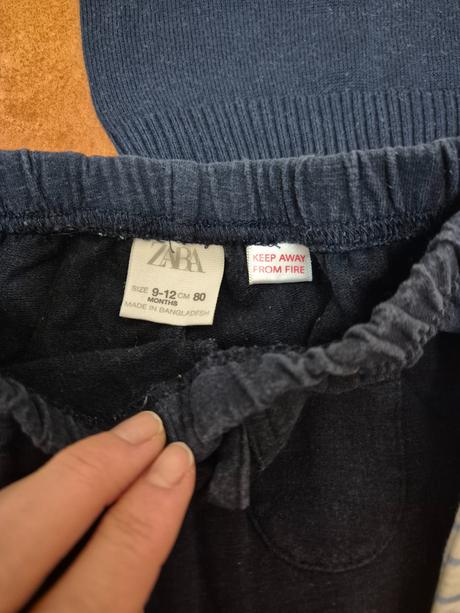 ZARA
SIZE 9-12 CM 80
MONTHS
MADE IN BANGLADESH
KEEP AWAY
FROM FIRE